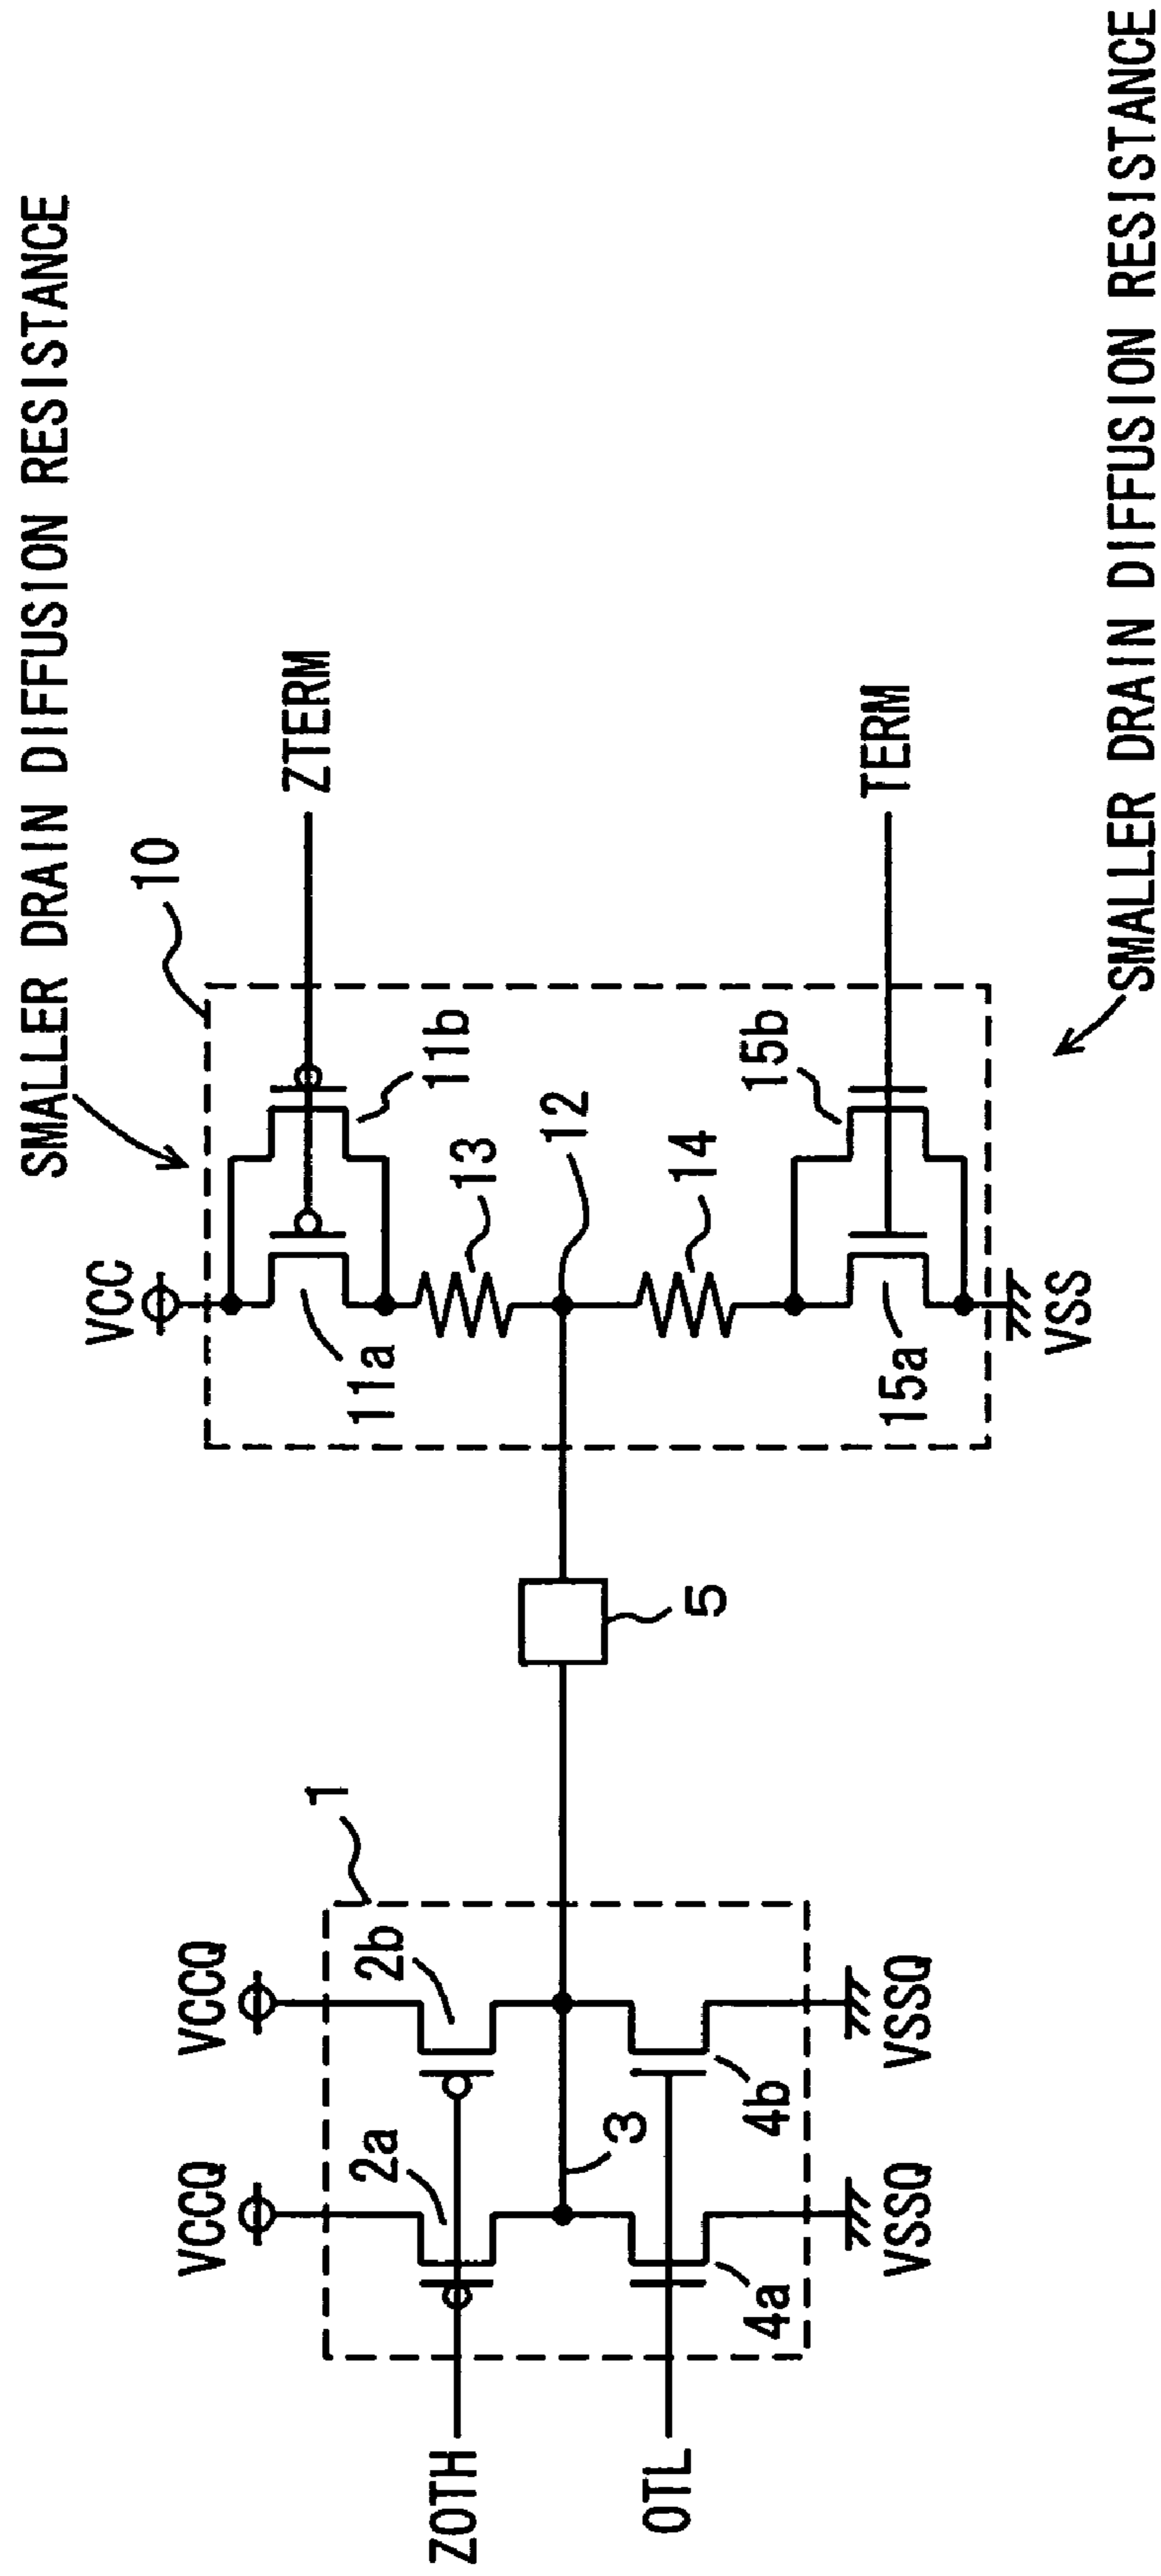 SMALLER DRAIN DIFFUSION RESISTANCE
10
VCC
ZTERM
11a
11b
13
12
14
15b
15a
TERM
VSS
SMALLER DRAIN DIFFUSION RESISTANCE
5
1
VCCQ
VCCQ
2a
2b
ZOTH
3
OTL
4a
4b
VSSQ
VSSQ